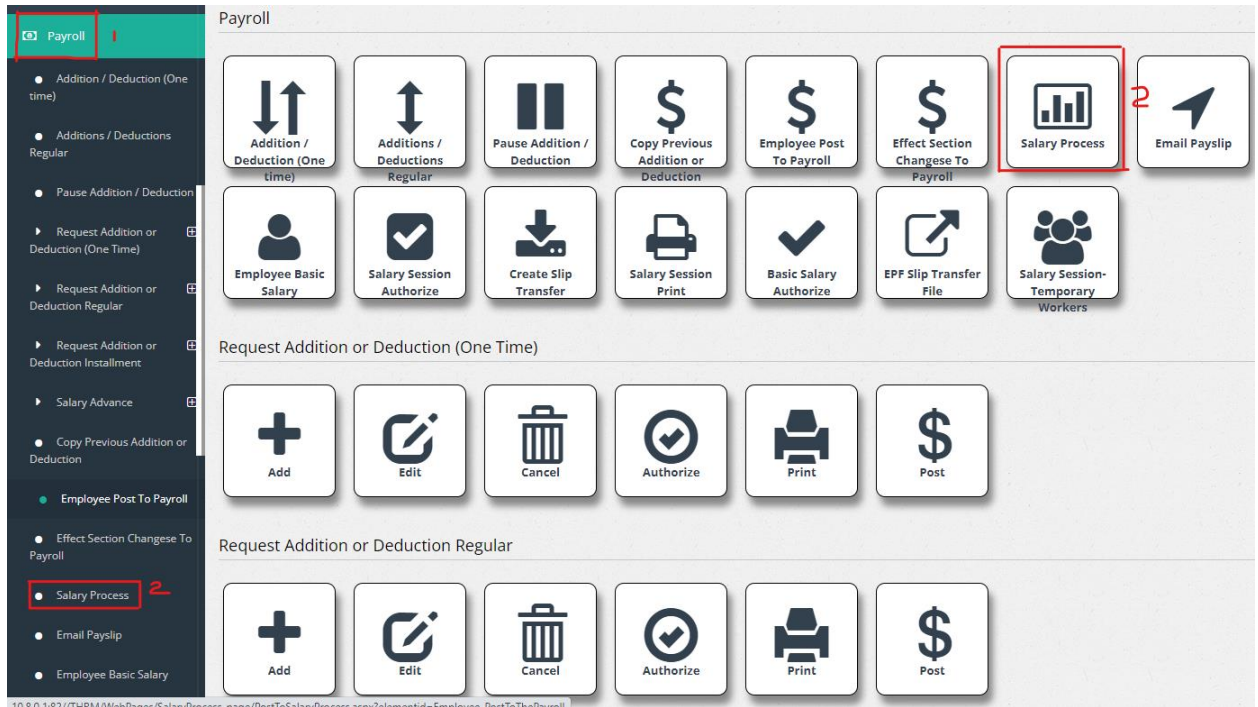 Payroll
1
Addition / Deduction (One
time)
Additions / Deductions
Regular
Pause Addition / Deduction
Request Addition or
Deduction (One Time)
Request Addition or
Deduction Regular
Request Addition or
Deduction Installment
Salary Advance
Copy Previous Addition or
Deduction
Employee Post To Payroll
Effect Section Changese To
Payroll
Salary Process
2
Email Payslip
Employee Basic Salary
Payroll
Addition /
Deduction (One
time)
Additions /
Deductions
Regular
Pause Addition /
Deduction
Copy Previous
Addition or
Deduction
Employee Post
To Payroll
Effect Section
Changese To
Payroll
Salary Process
2
Email Payslip
Employee Basic
Salary
Salary Session
Authorize
Create Slip
Transfer
Salary Session
Print
Basic Salary
Authorize
EPF Slip Transfer
File
Salary Session-
Temporary
Workers
Request Addition or Deduction (One Time)
Add
Edit
Cancel
Authorize
Print
Post
Request Addition or Deduction Regular
Add
Edit
Cancel
Authorize
Print
Post